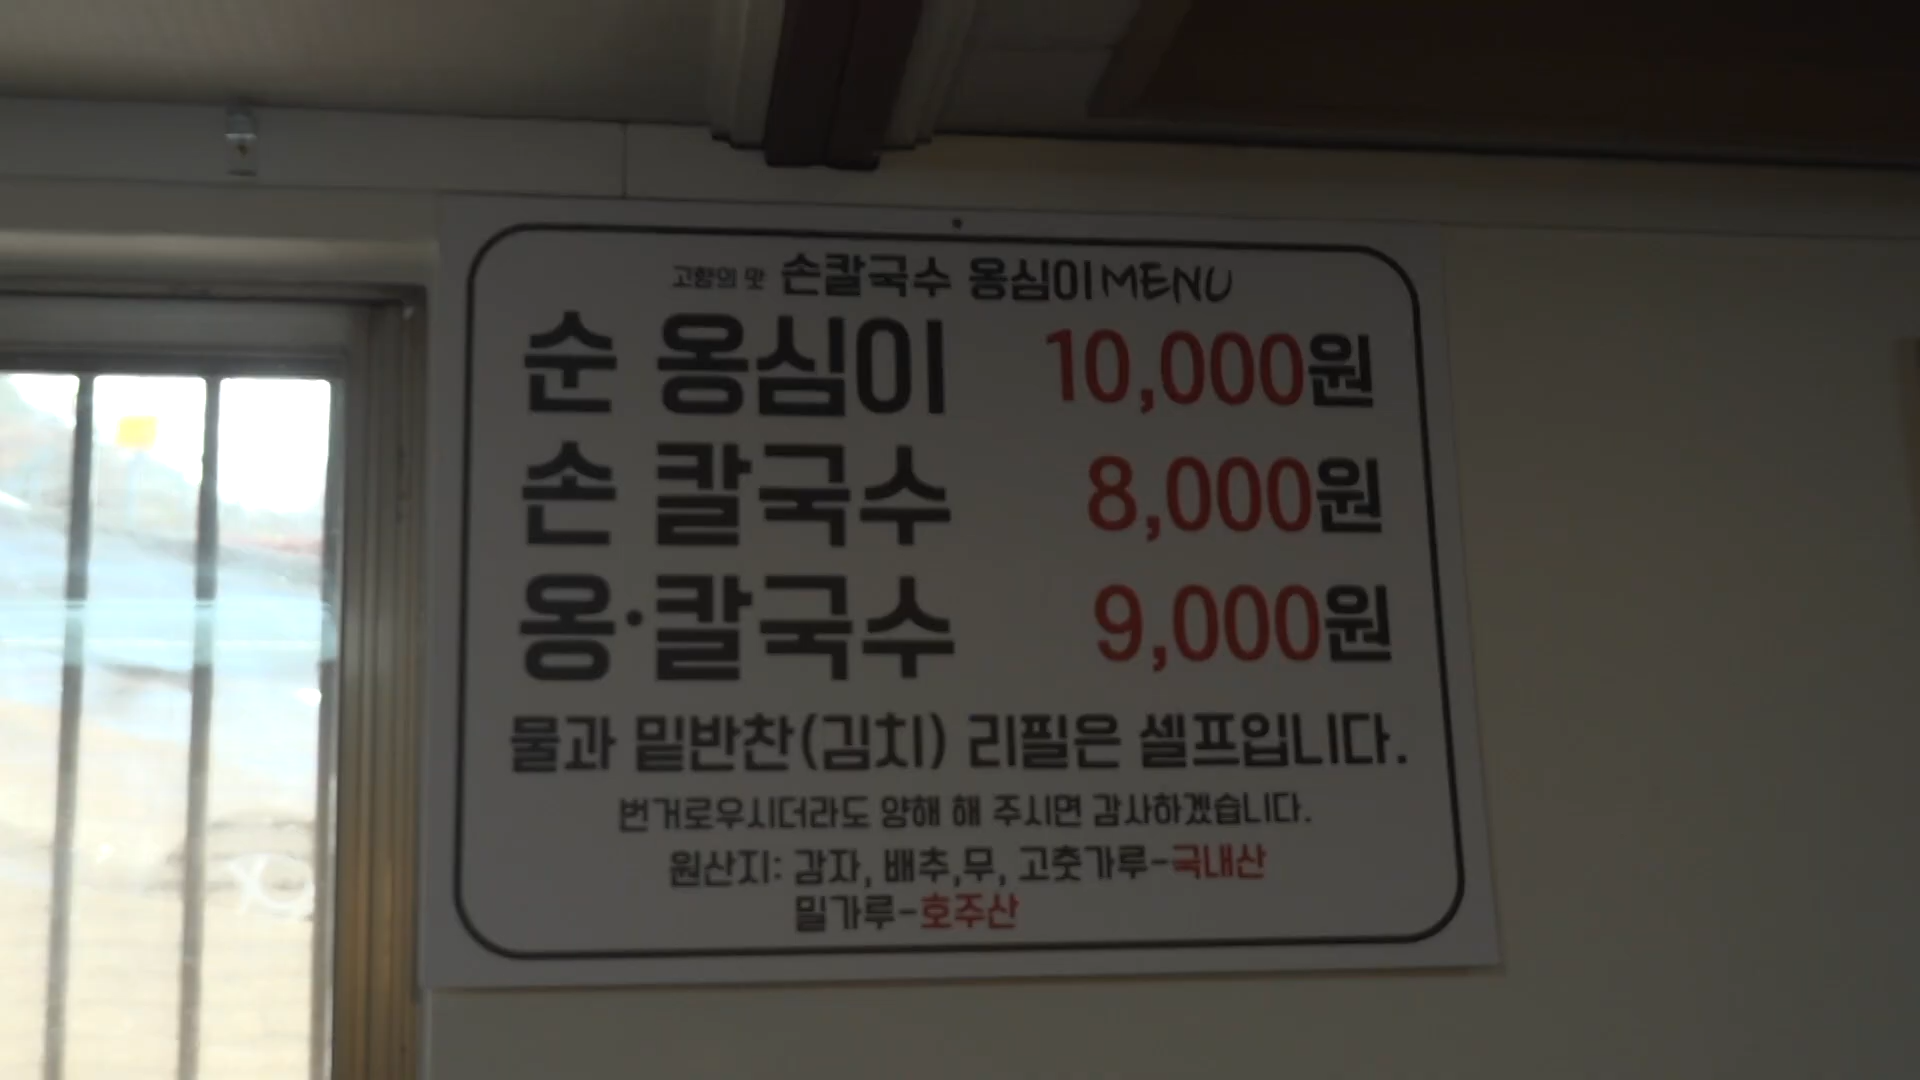 고향의 맛 손칼국수 옹심이MENU
순 옹심이 10,000원
손 칼국수 8,000원
옹·칼국수 9,000원
물과 밑반찬(김치) 리필은 셀프입니다.
번거로우시더라도 양해 해 주시면 감사하겠습니다.
원산지: 감자, 배추,무, 고춧가루-국내산
밀가루-호주산